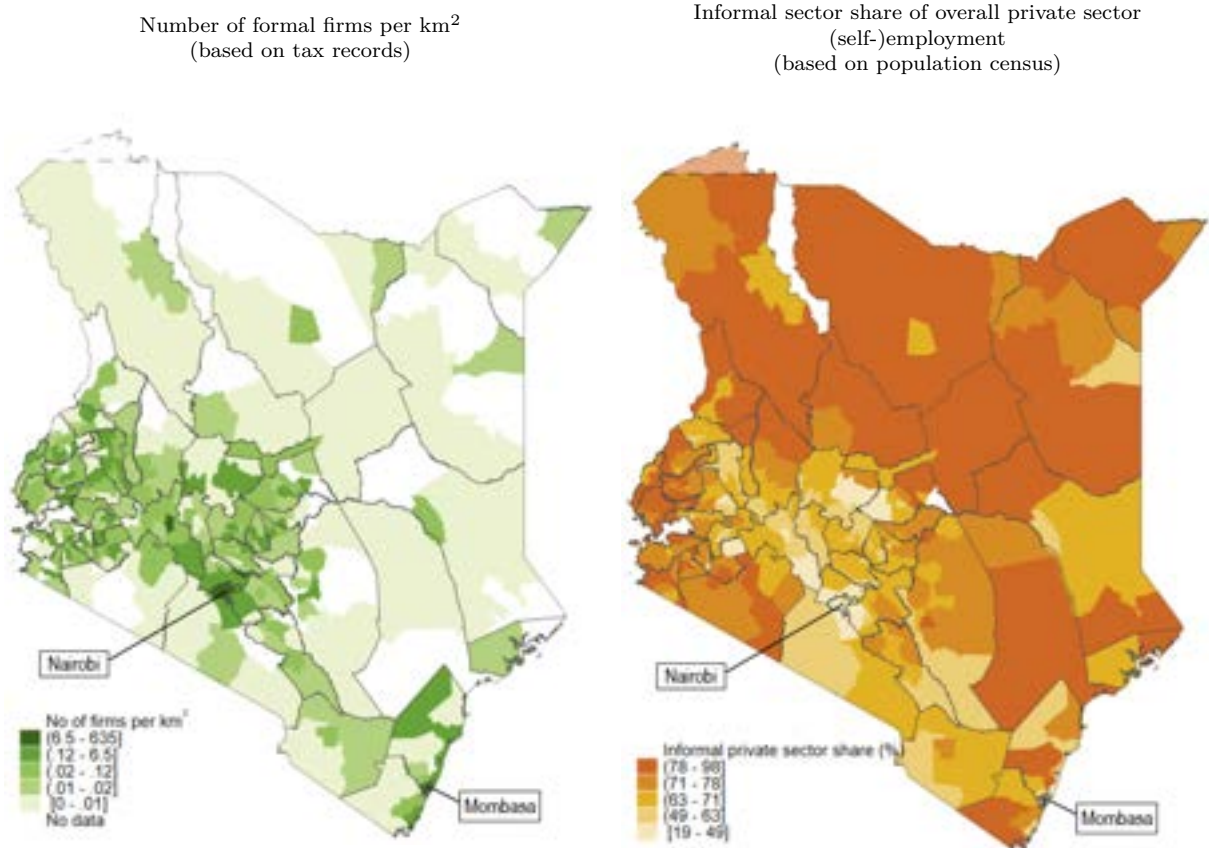 Number of formal firms per km²
(based on tax records)
Informal sector share of overall private sector
(self-)employment
(based on population census)
Nairobi
No of firms per km²
(6.5 - 635]
(.12 - 6.5]
(.02 - .12]
(.01 - .02]
[0 - .01]
No data
Mombasa
Nairobi
Informal private sector share (%)
(78 - 98]
(71 - 78]
(63 - 71]
(49 - 63]
[19 - 49]
Mombasa